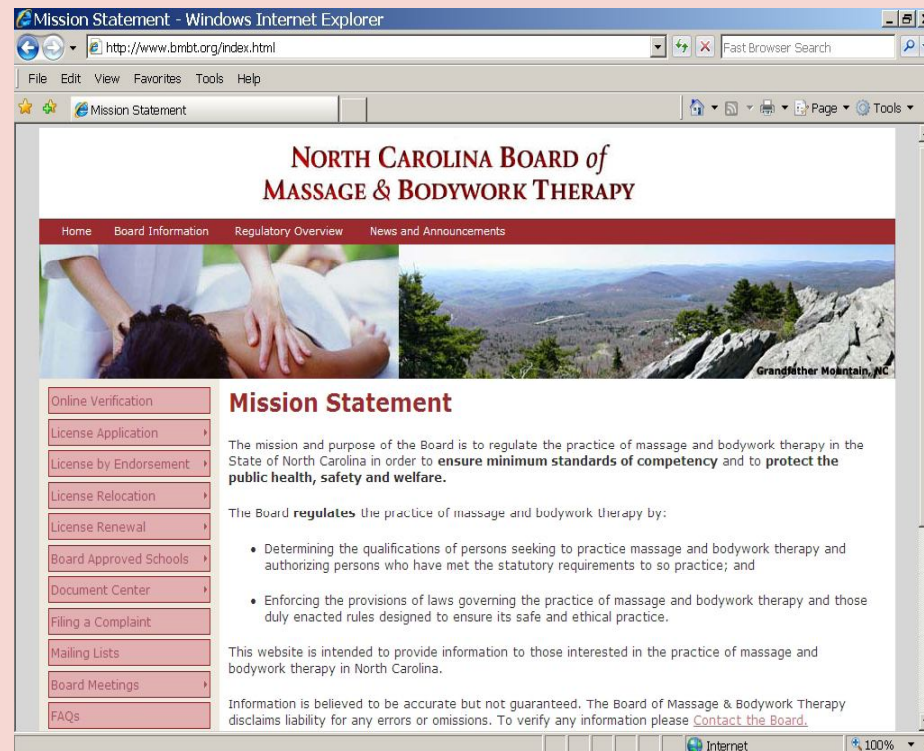 Mission Statement - Windows Internet Explorer
http://www.bmbt.org/index.html
Fast Browser Search
File Edit View Favorites Tools Help
Mission Statement
Page Tools
NORTH CAROLINA BOARD of
MASSAGE & BODYWORK THERAPY
Home Board Information Regulatory Overview News and Announcements
Grandfather Mountain, NC
Online Verification
License Application
License by Endorsement
License Relocation
License Renewal
Board Approved Schools
Document Center
Filing a Complaint
Mailing Lists
Board Meetings
FAQs
Mission Statement
The mission and purpose of the Board is to regulate the practice of massage and bodywork therapy in the
State of North Carolina in order to ensure minimum standards of competency and to protect the
public health, safety and welfare.
The Board regulates the practice of massage and bodywork therapy by:
• Determining the qualifications of persons seeking to practice massage and bodywork therapy and
authorizing persons who have met the statutory requirements to so practice; and
• Enforcing the provisions of laws governing the practice of massage and bodywork therapy and those
duly enacted rules designed to ensure its safe and ethical practice.
This website is intended to provide information to those interested in the practice of massage and
bodywork therapy in North Carolina.
Information is believed to be accurate but not guaranteed. The Board of Massage & Bodywork Therapy
disclaims liability for any errors or omissions. To verify any information please Contact the Board.
Internet
100%